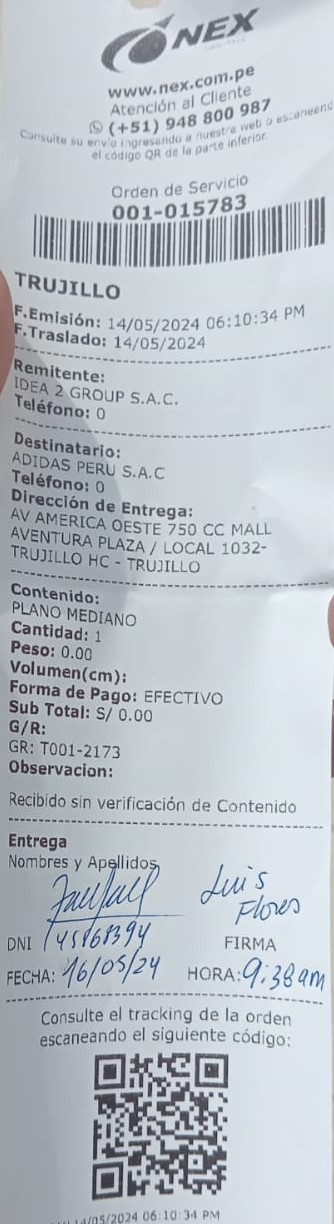 NEX
www.nex.com.pe
Atención al Cliente
(+51) 948 800 987
Consulte su envío ingresando a nuestra web o escaneand
el código QR de la parte inferior.
Orden de Servicio
001-015783
TRUJILLO
F.Emisión: 14/05/2024 06:10:34 PM
F.Traslado: 14/05/2024
Remitente:
IDEA 2 GROUP S.A.C.
Teléfono: 0
Destinatario:
ADIDAS PERU S.A.C
Teléfono: 0
Dirección de Entrega:
AV AMERICA OESTE 750 CC MALL
AVENTURA PLAZA / LOCAL 1032-
TRUJILLO HC - TRUJILLO
Contenido:
PLANO MEDIANO
Cantidad: 1
Peso: 0.00
Volumen(cm):
Forma de Pago: EFECTIVO
Sub Total: S/ 0.00
G/R:
GR: T001-2173
Observacion:
Recibido sin verificación de Contenido
Entrega
Nombres y Apellidos
Luis
Flores
DNI 45868394 FIRMA
FECHA: 16/05/24 HORA: 9:38 am
Consulte el tracking de la orden
escaneando el siguiente código:
14/05/2024 06:10:34 PM